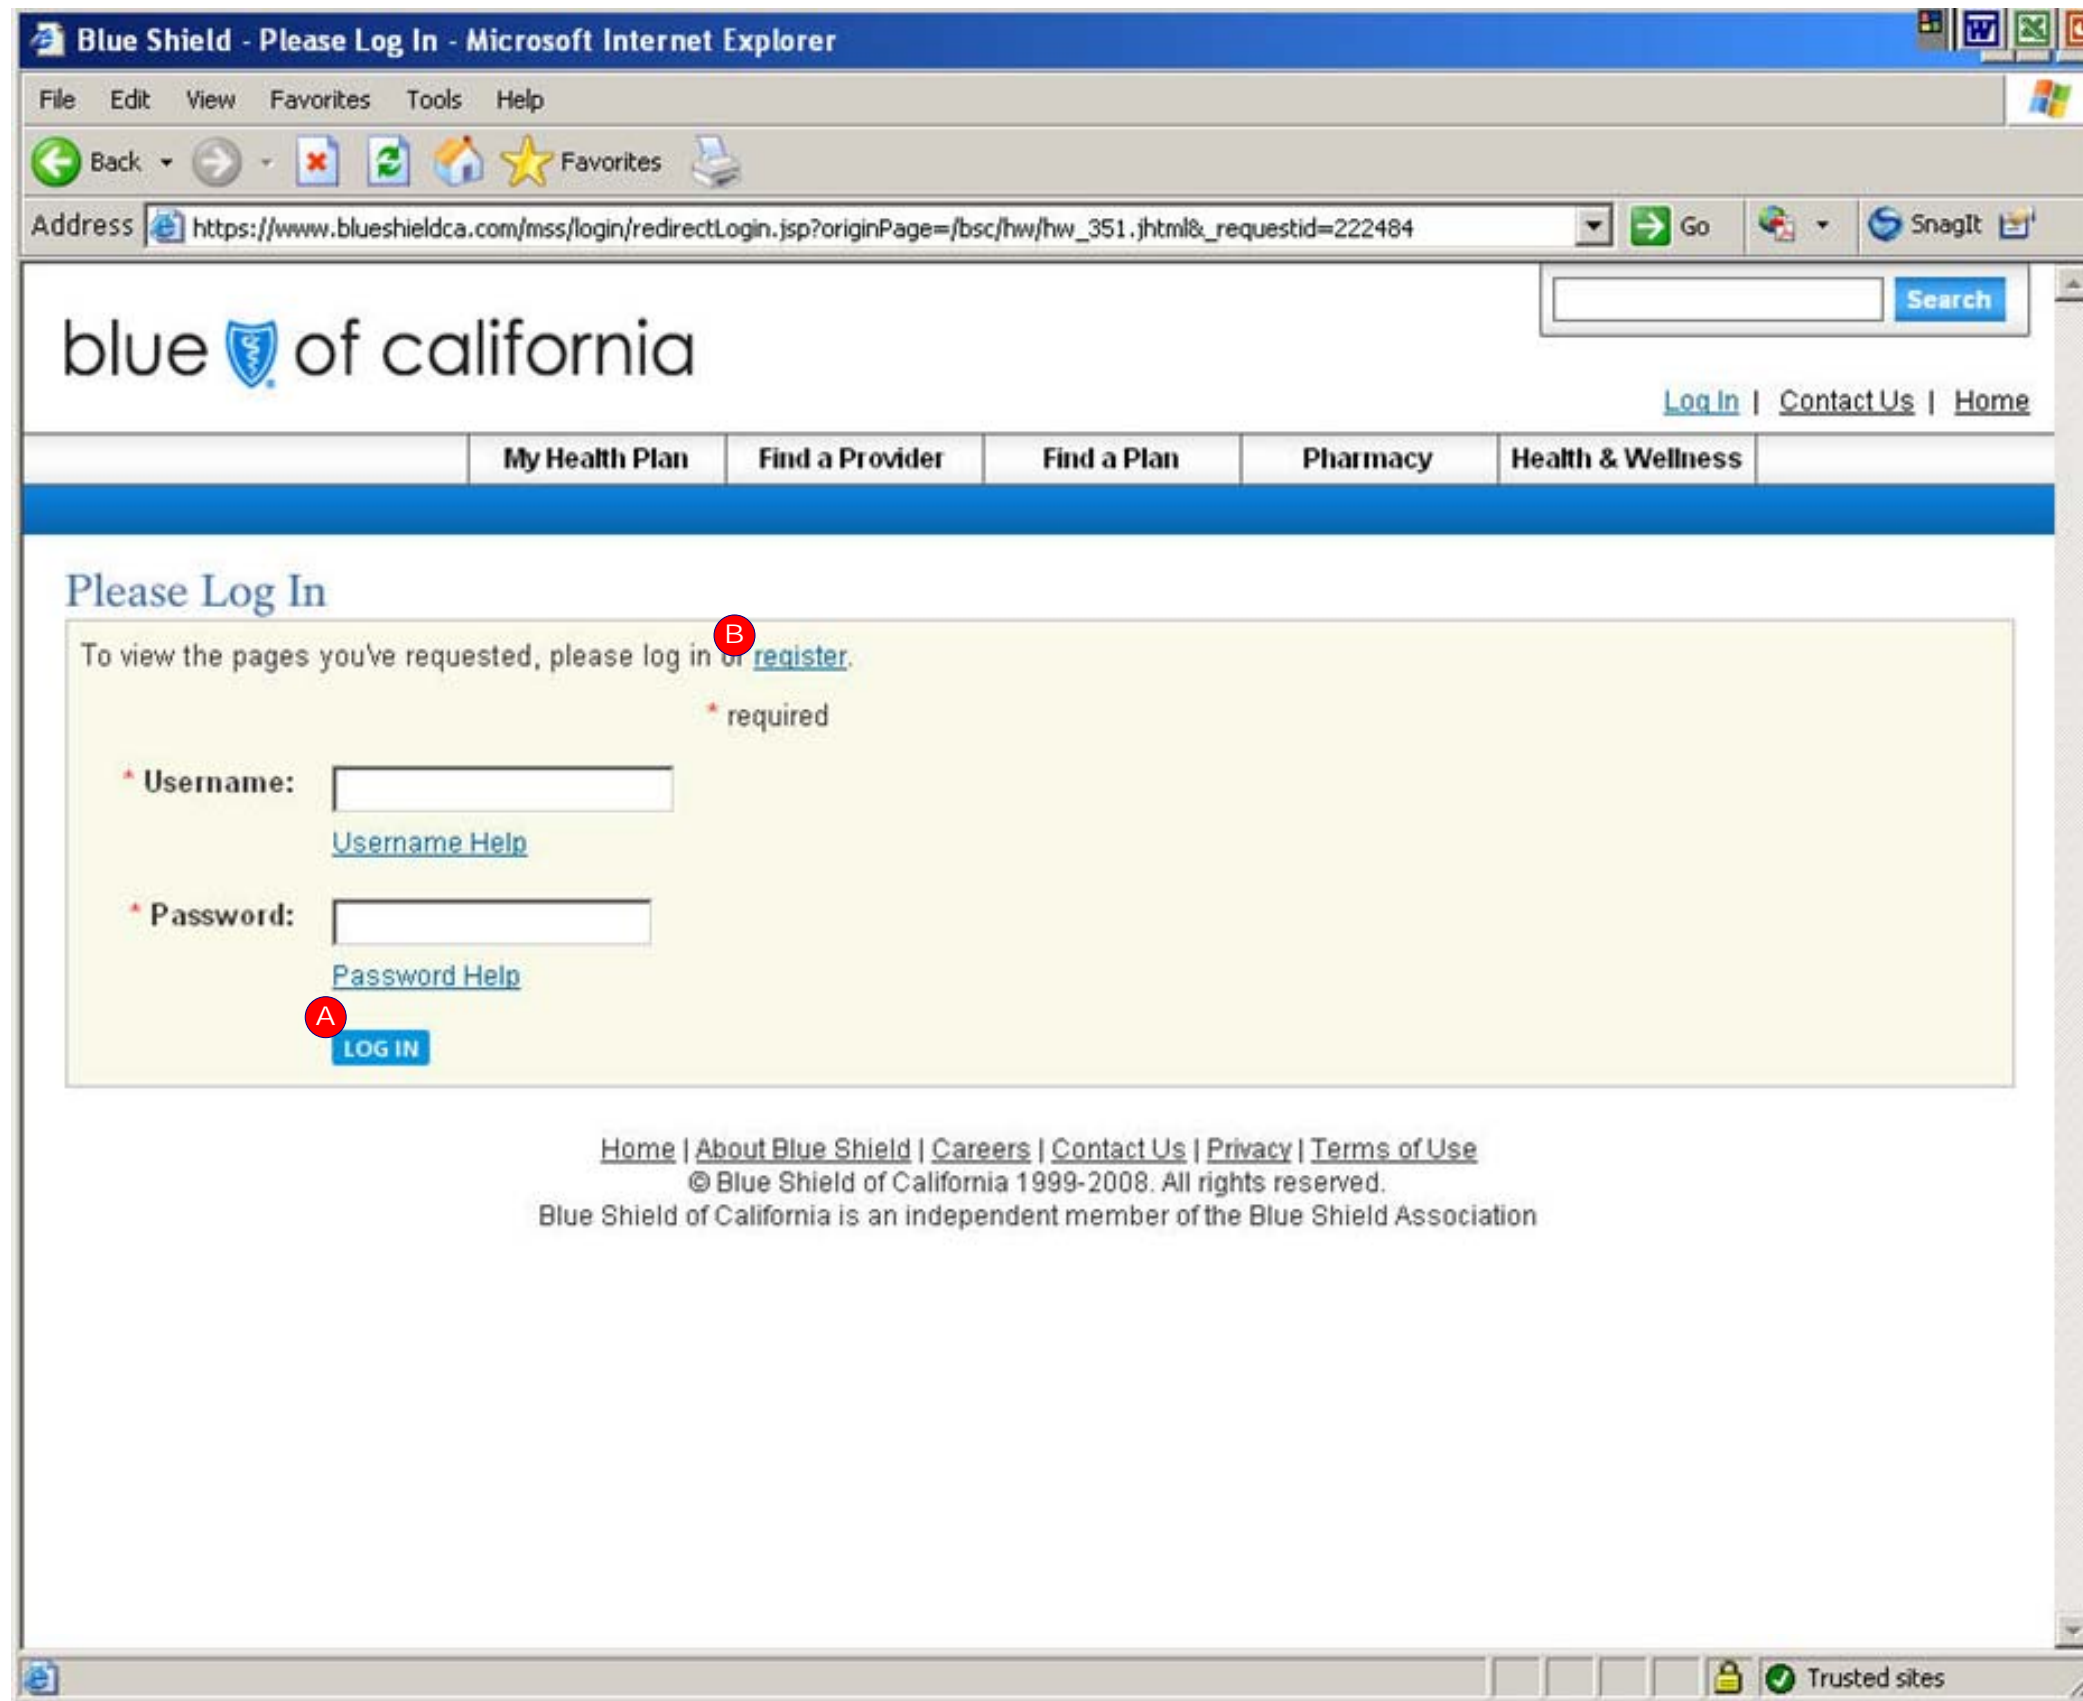 Blue Shield - Please Log In - Microsoft Internet Explorer
File Edit View Favorites Tools Help
Back Favorites
Address https://www.blueshieldca.com/mss/login/redirectLogin.jsp?originPage=/bsc/hw/hw_351.jhtml&_requestid=222484 Go SnagIt
Search
blue of california
Log In | Contact Us | Home
My Health Plan Find a Provider Find a Plan Pharmacy Health & Wellness
Please Log In
B
To view the pages you've requested, please log in or register.
* required
* Username:
Username Help
* Password:
Password Help
A
LOG IN
Home | About Blue Shield | Careers | Contact Us | Privacy | Terms of Use
© Blue Shield of California 1999-2008. All rights reserved.
Blue Shield of California is an independent member of the Blue Shield Association
Trusted sites